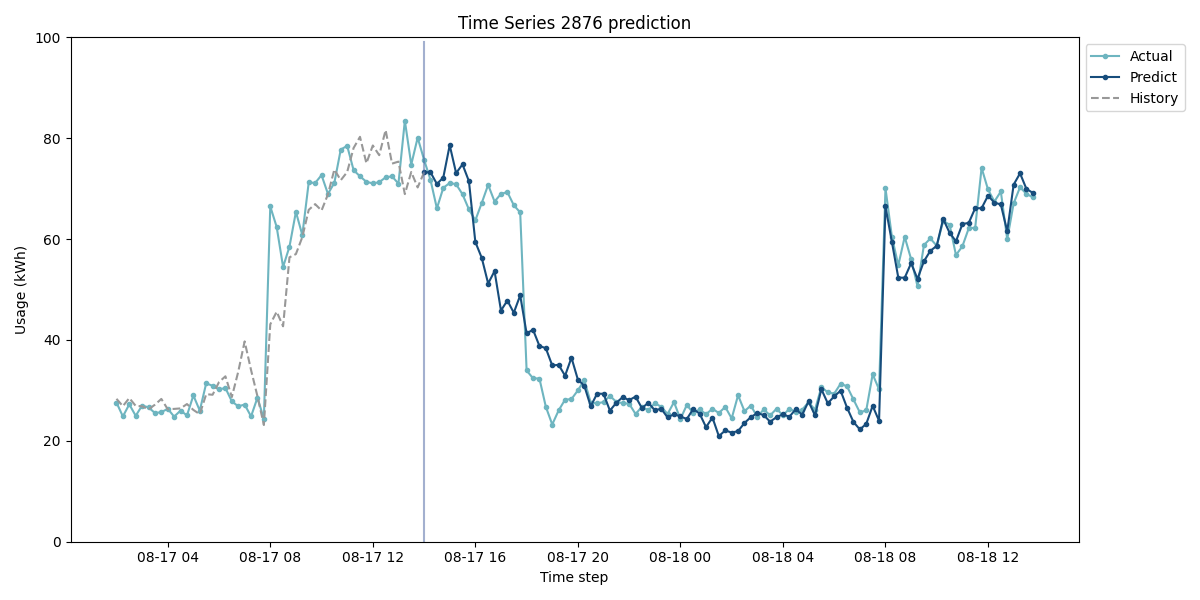 Time Series 2876 prediction
100
80
60
40
20
0
Usage (kWh)
08-17 04
08-17 08
08-17 12
08-17 16
08-17 20
08-18 00
08-18 04
08-18 08
08-18 12
Time step
Actual
Predict
History